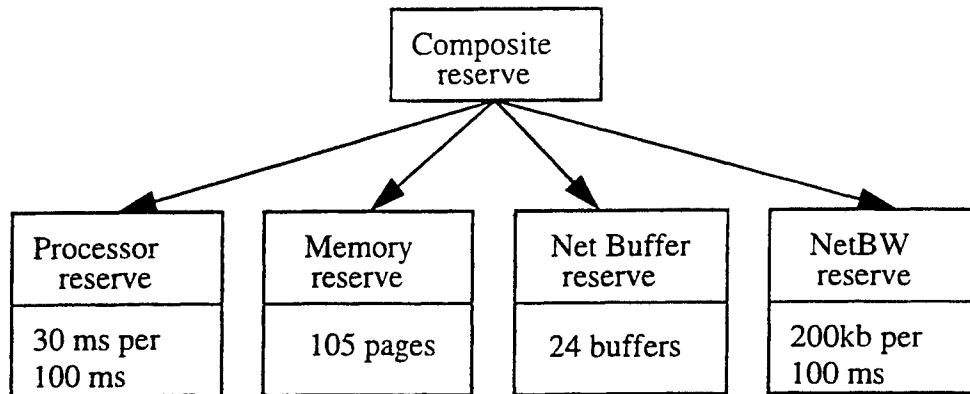 Composite
reserve
Processor
reserve
30 ms per
100 ms
Memory
reserve
105 pages
Net Buffer
reserve
24 buffers
NetBW
reserve
200kb per
100 ms